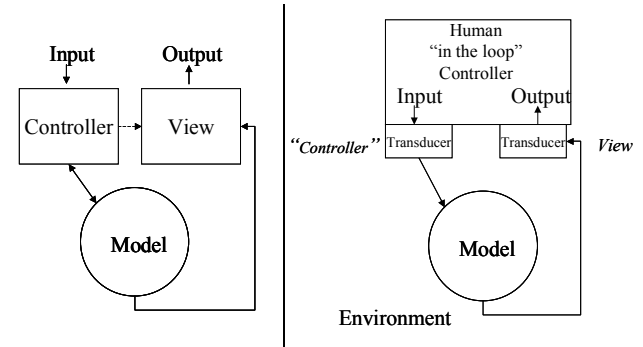 Input
Output
Controller
View
Model
Human
“in the loop”
Controller
Input
Output
“Controller”
Transducer
Transducer
View
Model
Environment